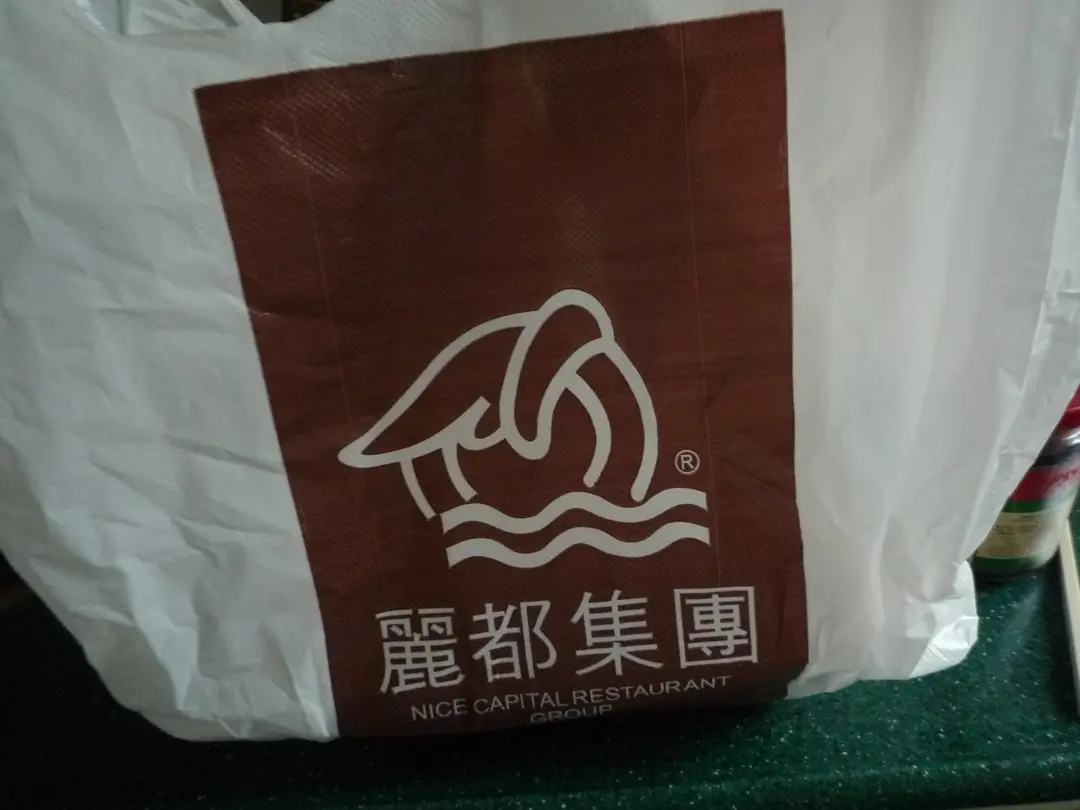 ®
麗都集團
NICE CAPITAL RESTAURANT
GROUP